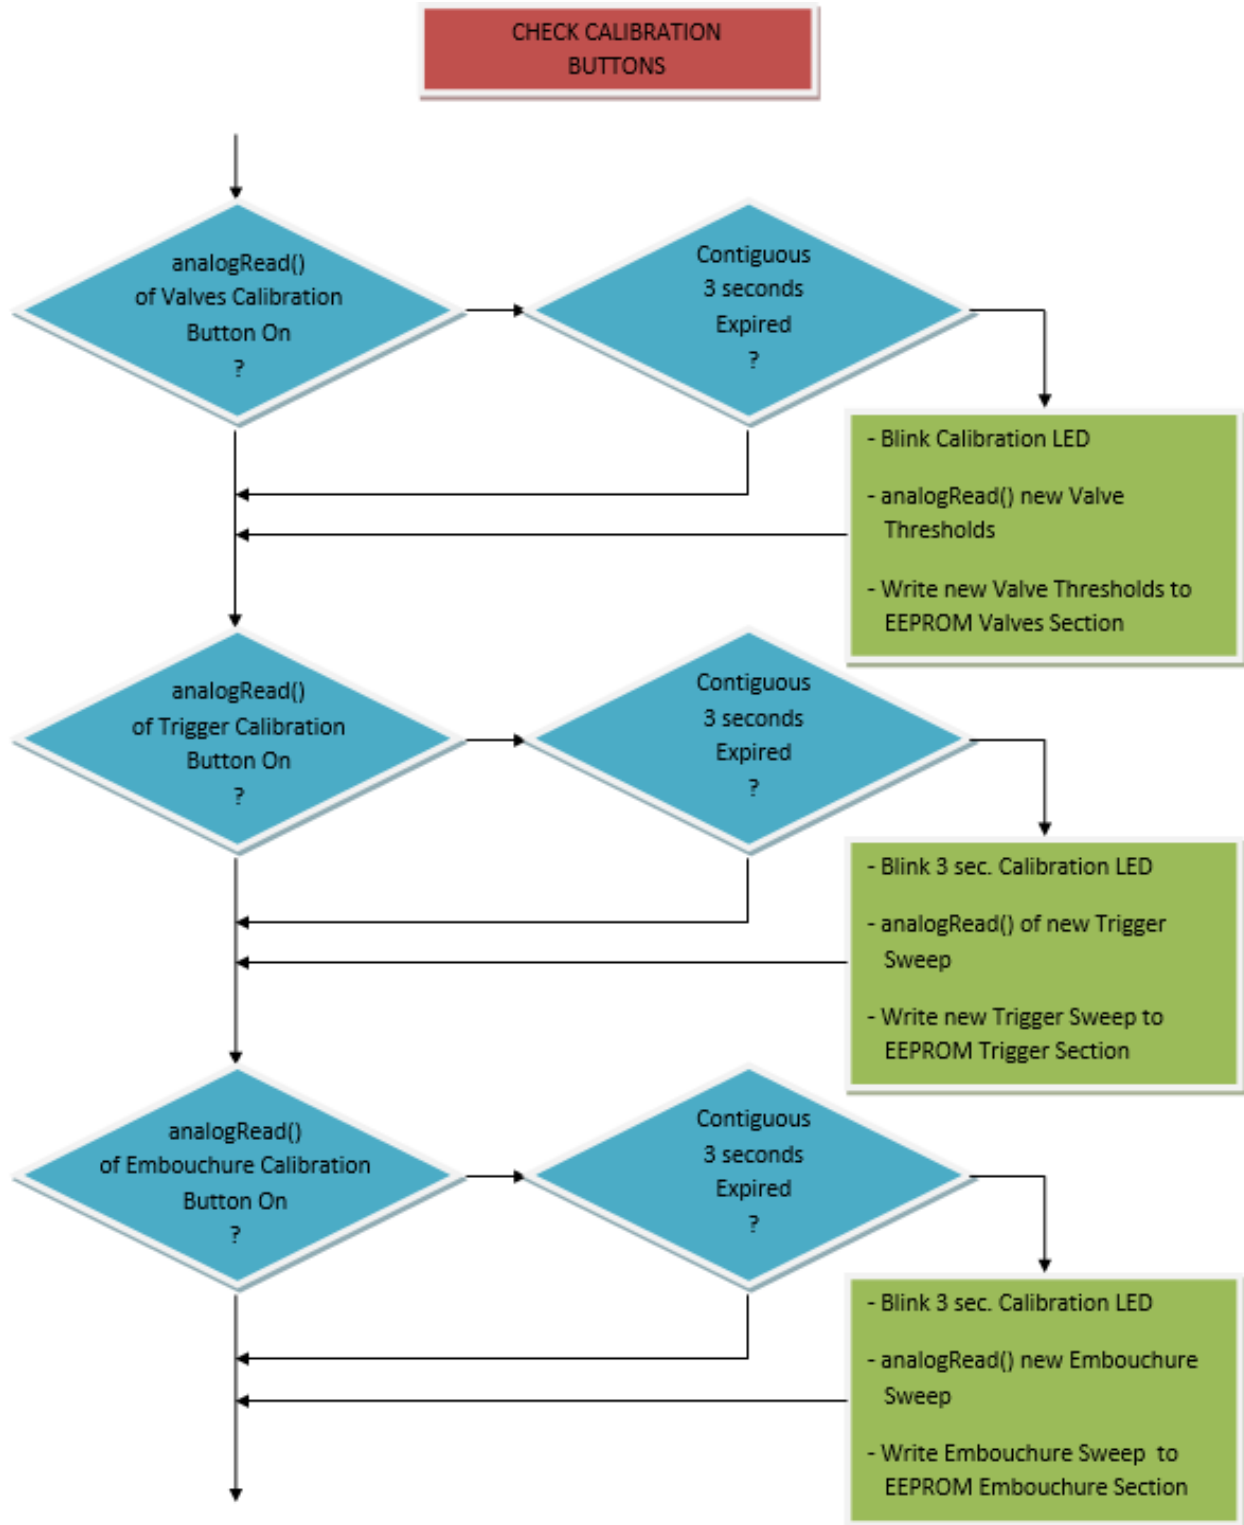 CHECK CALIBRATION
BUTTONS
analogRead()
of Valves Calibration
Button On
?
Contiguous
3 seconds
Expired
?
- Blink Calibration LED
- analogRead() new Valve
Thresholds
- Write new Valve Thresholds to
EEPROM Valves Section
analogRead()
of Trigger Calibration
Button On
?
Contiguous
3 seconds
Expired
?
- Blink 3 sec. Calibration LED
- analogRead() of new Trigger
Sweep
- Write new Trigger Sweep to
EEPROM Trigger Section
analogRead()
of Embouchure Calibration
Button On
?
Contiguous
3 seconds
Expired
?
- Blink 3 sec. Calibration LED
- analogRead() new Embouchure
Sweep
- Write Embouchure Sweep  to
EEPROM Embouchure Section